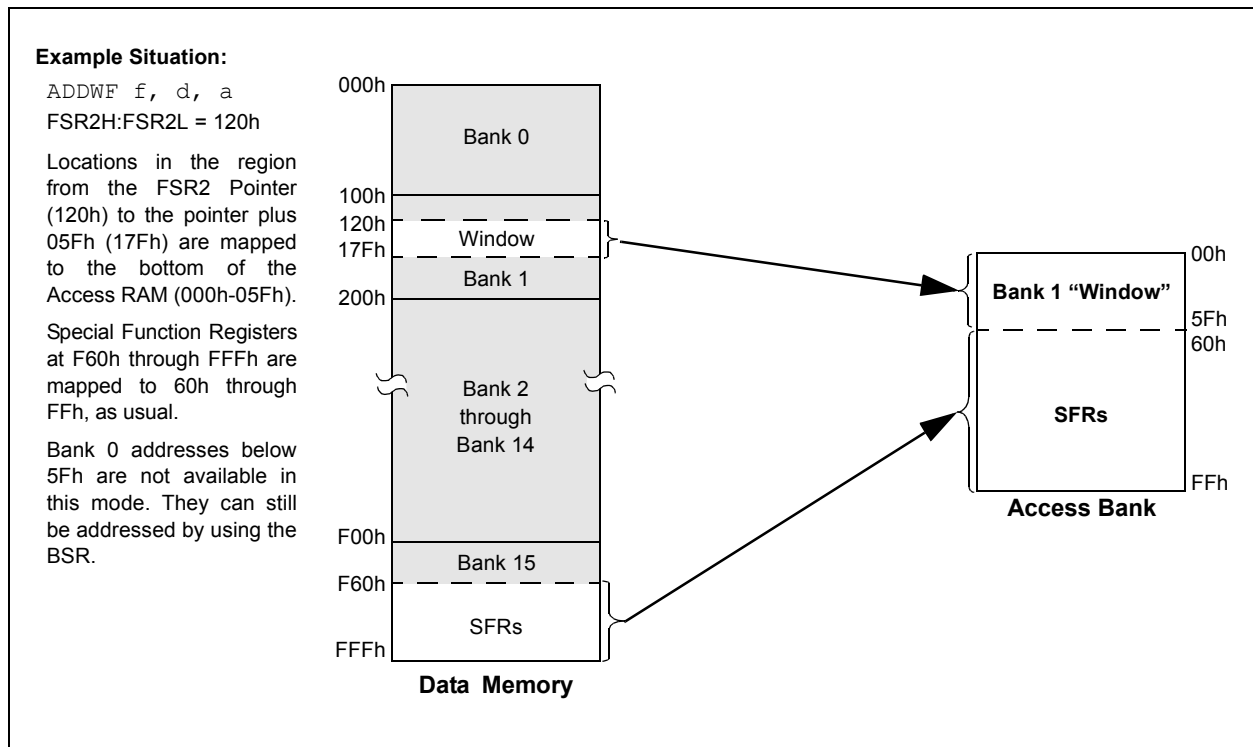 Example Situation:
ADDWF f, d, a
FSR2H:FSR2L = 120h
Locations in the region
from the FSR2 Pointer
(120h) to the pointer plus
05Fh (17Fh) are mapped
to the bottom of the
Access RAM (000h-05Fh).
Special Function Registers
at F60h through FFFh are
mapped to 60h through
FFh, as usual.
Bank 0 addresses below
5Fh are not available in
this mode. They can still
be addressed by using the
BSR.
000h
Bank 0
100h
120h
Window
17Fh
Bank 1
200h
Bank 2
through
Bank 14
F00h
Bank 15
F60h
SFRs
FFFh
Data Memory
00h
Bank 1 “Window”
5Fh
60h
SFRs
FFh
Access Bank